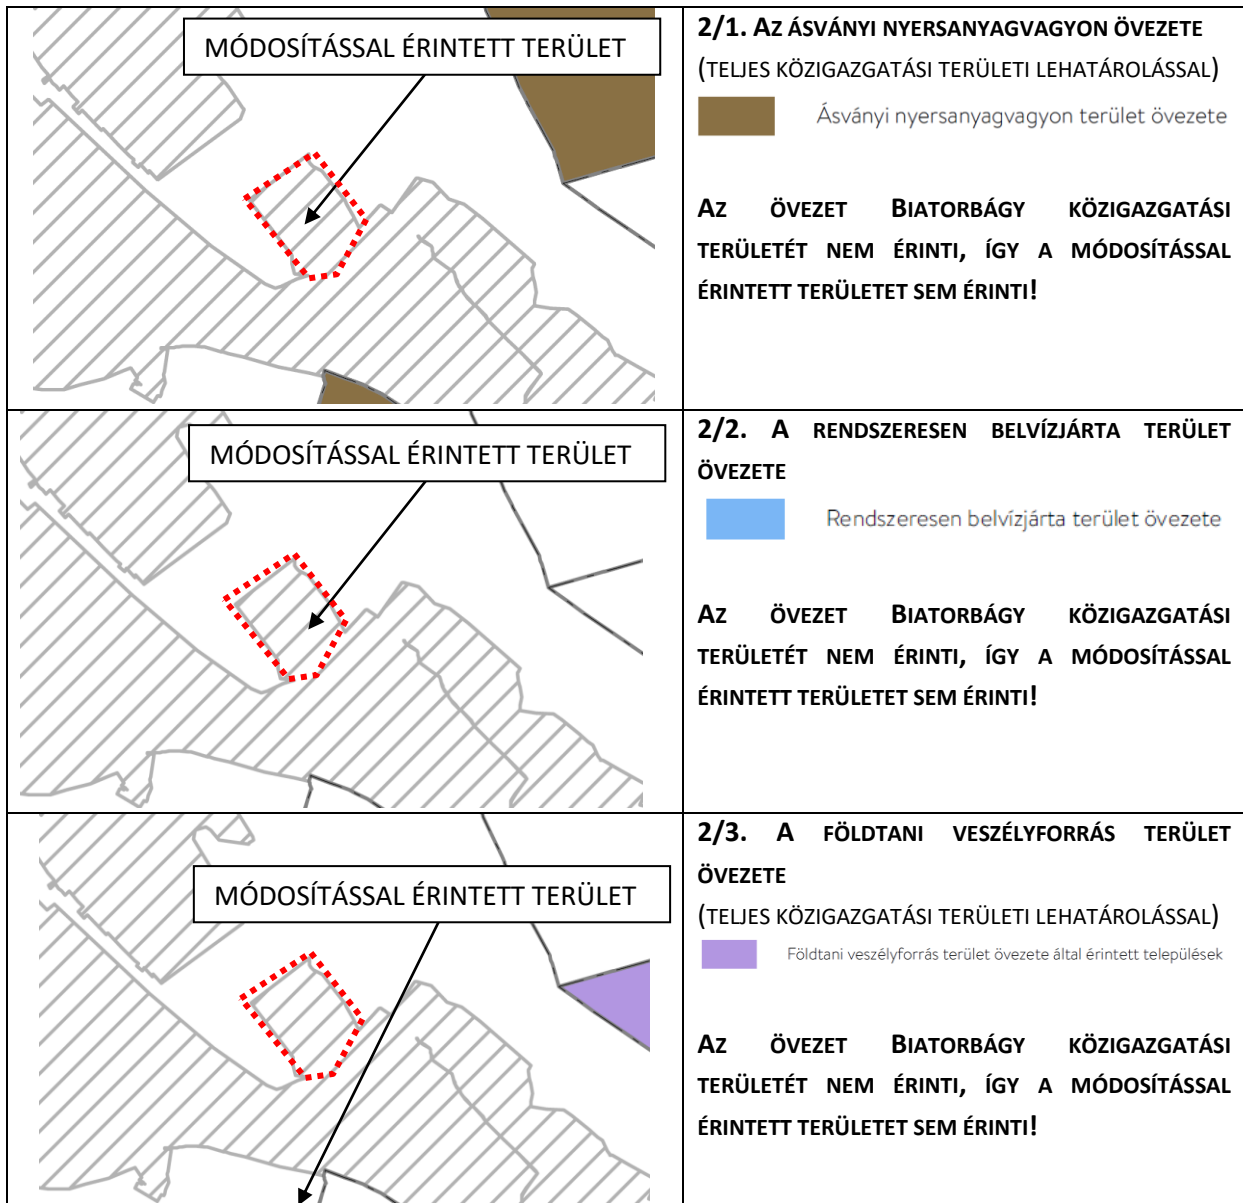 MÓDOSÍTÁSSAL ÉRINTETT TERÜLET
2/1. AZ ÁSVÁNYI NYERSANYAGVAGYON ÖVEZETE
(TELJES KÖZIGAZGATÁSI TERÜLETI LEHATÁROLÁSSAL)
Ásványi nyersanyagvagyon terület övezete
AZ ÖVEZET BIATORBÁGY KÖZIGAZGATÁSI
TERÜLETÉT NEM ÉRINTI, ÍGY A MÓDOSÍTÁSSAL
ÉRINTETT TERÜLETET SEM ÉRINTI!
MÓDOSÍTÁSSAL ÉRINTETT TERÜLET
2/2. A RENDSZERESEN BELVÍZJÁRTA TERÜLET
ÖVEZETE
Rendszeresen belvízjárta terület övezete
AZ ÖVEZET BIATORBÁGY KÖZIGAZGATÁSI
TERÜLETÉT NEM ÉRINTI, ÍGY A MÓDOSÍTÁSSAL
ÉRINTETT TERÜLETET SEM ÉRINTI!
MÓDOSÍTÁSSAL ÉRINTETT TERÜLET
2/3. A FÖLDTANI VESZÉLYFORRÁS TERÜLET
ÖVEZETE
(TELJES KÖZIGAZGATÁSI TERÜLETI LEHATÁROLÁSSAL)
Földtani veszélyforrás terület övezete által érintett települések
AZ ÖVEZET BIATORBÁGY KÖZIGAZGATÁSI
TERÜLETÉT NEM ÉRINTI, ÍGY A MÓDOSÍTÁSSAL
ÉRINTETT TERÜLETET SEM ÉRINTI!